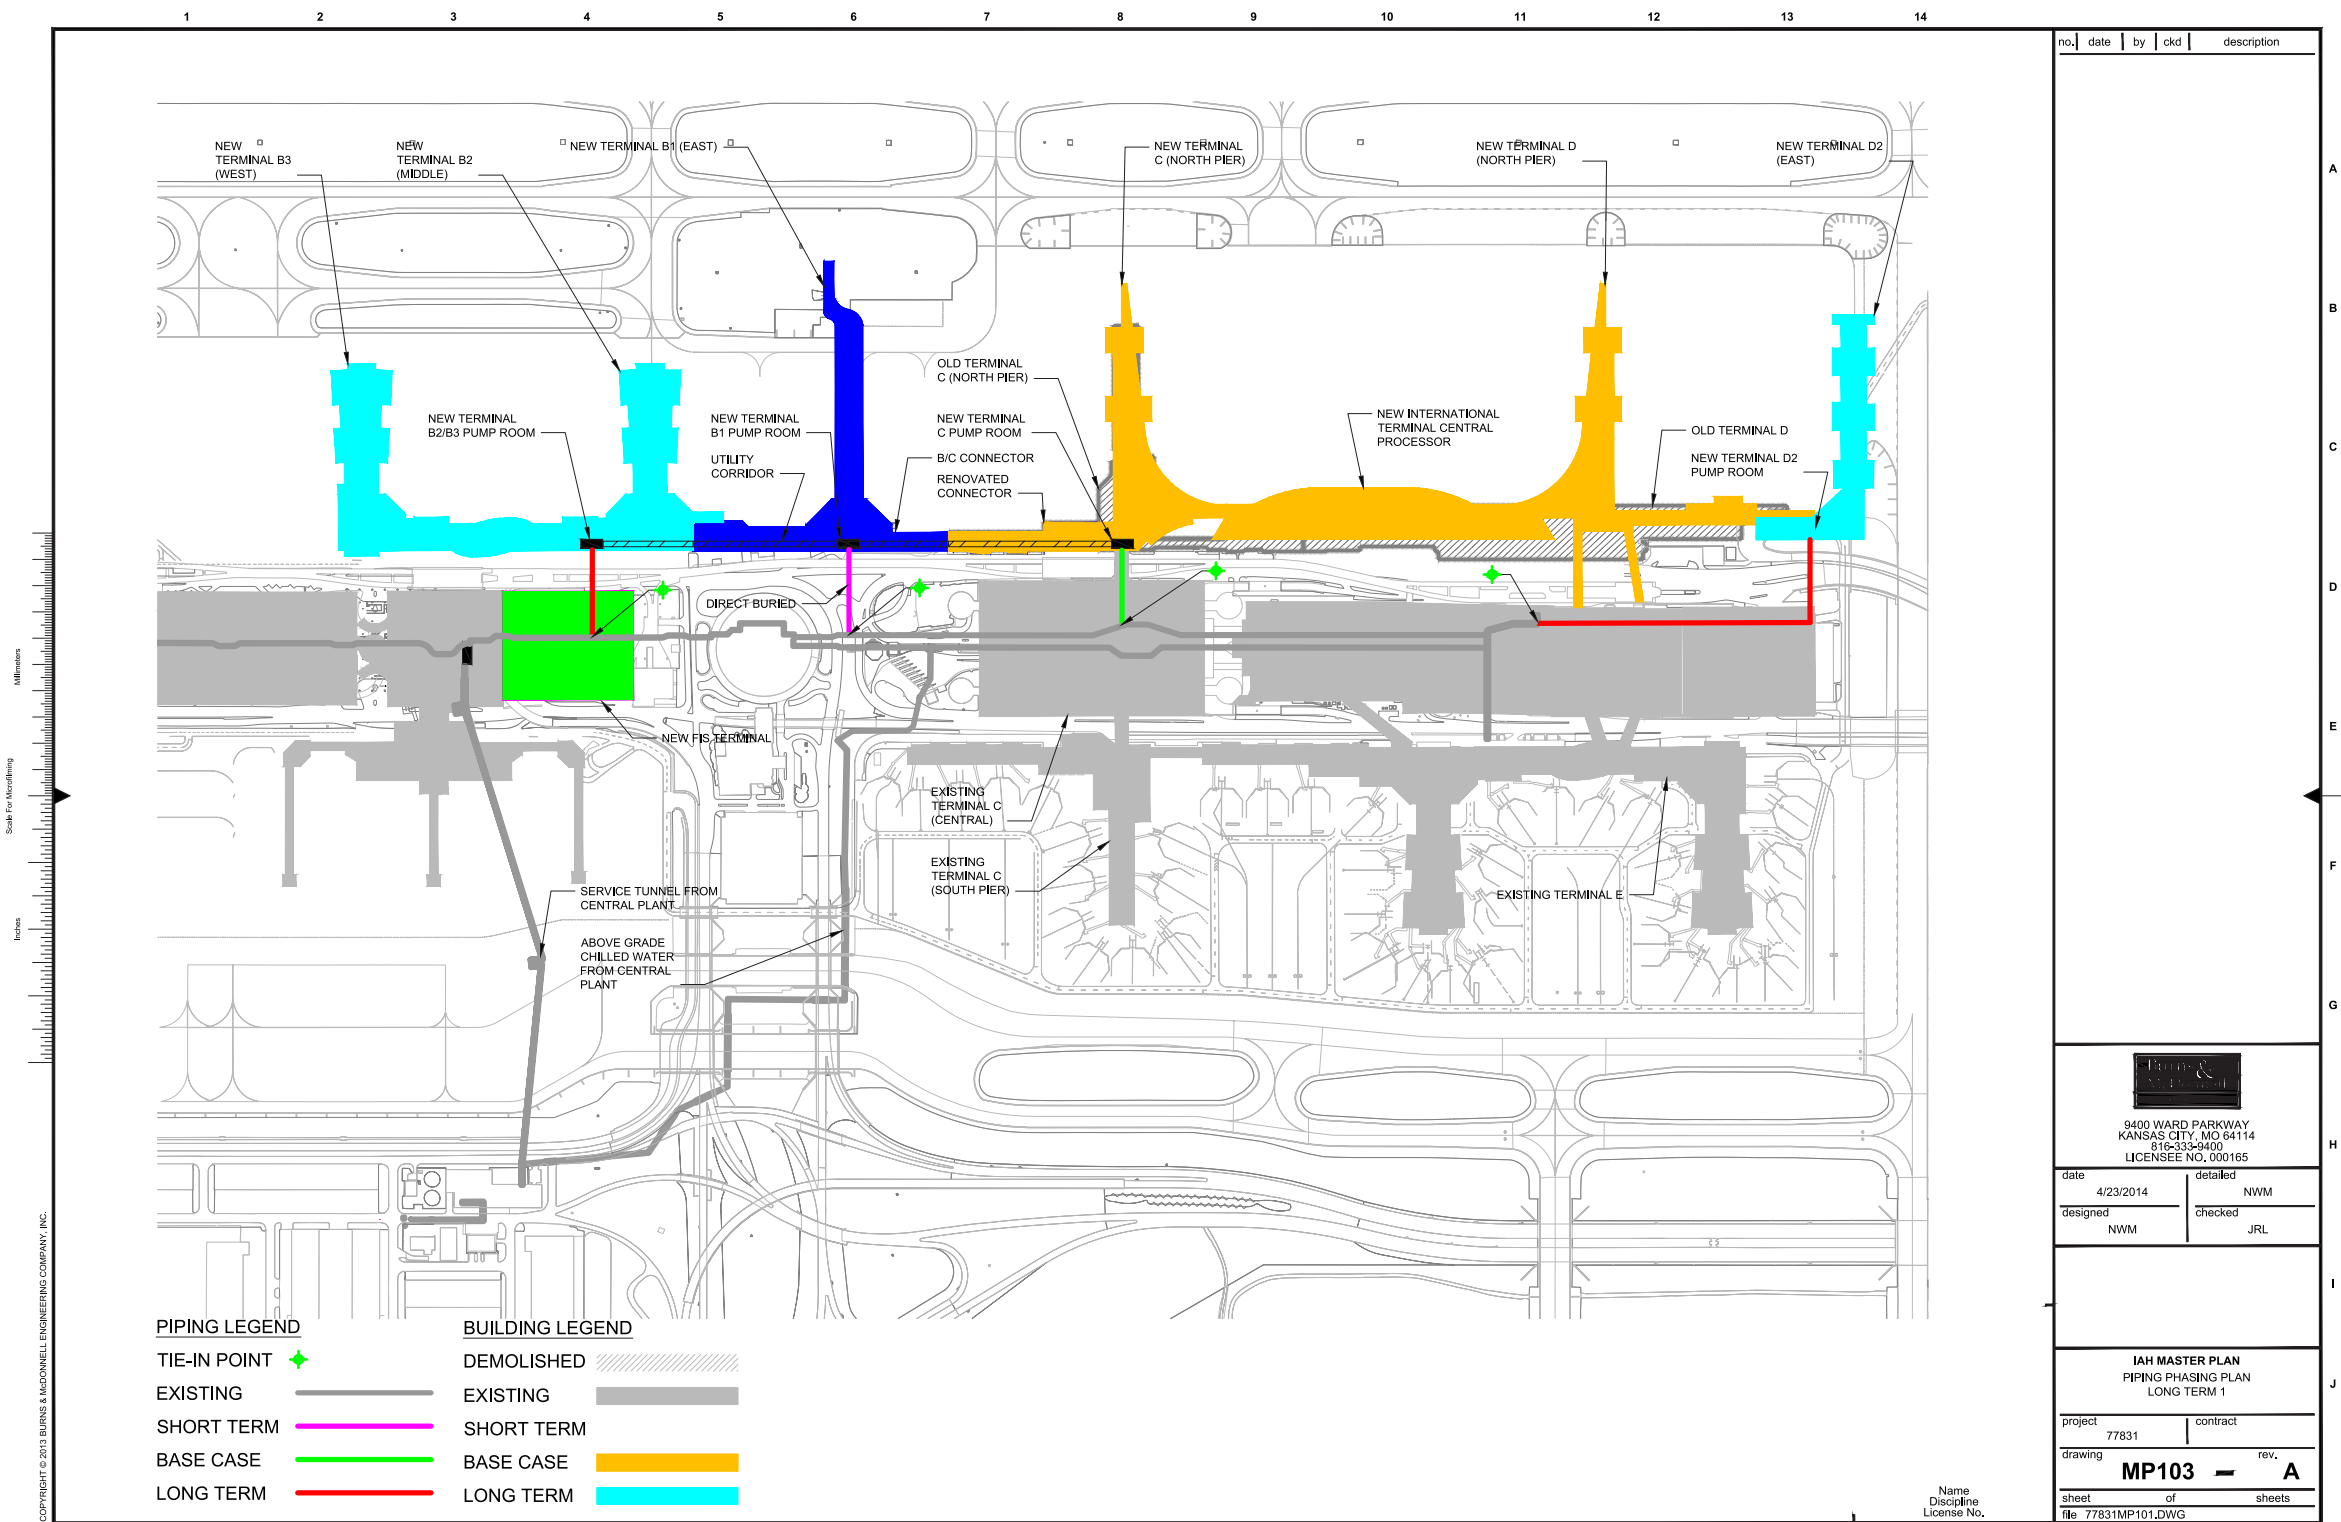 1 2 3 4 5 6 7 8 9 10 11 12 13 14
no. date by ckd description
NEW
TERMINAL B3
(WEST)
NEW
TERMINAL B2
(MIDDLE)
NEW TERMINAL B1 (EAST)
NEW TERMINAL
C (NORTH PIER)
NEW TERMINAL D
(NORTH PIER)
NEW TERMINAL D2
(EAST)
A
B
C
D
E
F
G
H
I
J
OLD TERMINAL
C (NORTH PIER)
NEW TERMINAL
B2/B3 PUMP ROOM
NEW TERMINAL
B1 PUMP ROOM
UTILITY
CORRIDOR
NEW TERMINAL
C PUMP ROOM
B/C CONNECTOR
RENOVATED
CONNECTOR
NEW INTERNATIONAL
TERMINAL CENTRAL
PROCESSOR
OLD TERMINAL D
NEW TERMINAL D2
PUMP ROOM
DIRECT BURIED
NEW FIS TERMINAL
EXISTING
TERMINAL C
(CENTRAL)
EXISTING
TERMINAL C
(SOUTH PIER)
EXISTING TERMINAL E
SERVICE TUNNEL FROM
CENTRAL PLANT
ABOVE GRADE
CHILLED WATER
FROM CENTRAL
PLANT
Millimeters
Scale For Microfilming
Inches
COPYRIGHT © 2013 BURNS & McDONNELL ENGINEERING COMPANY, INC.
PIPING LEGEND
TIE-IN POINT
EXISTING
SHORT TERM
BASE CASE
LONG TERM
BUILDING LEGEND
DEMOLISHED
EXISTING
SHORT TERM
BASE CASE
LONG TERM
Name
Discipline
License No.
9400 WARD PARKWAY
KANSAS CITY, MO 64114
816-333-9400
LICENSEE NO. 000165
date detailed
4/23/2014 NWM
designed checked
NWM JRL
IAH MASTER PLAN
PIPING PHASING PLAN
LONG TERM 1
project contract
77831
drawing rev.
MP103 - A
sheet of sheets
file 77831MP101.DWG